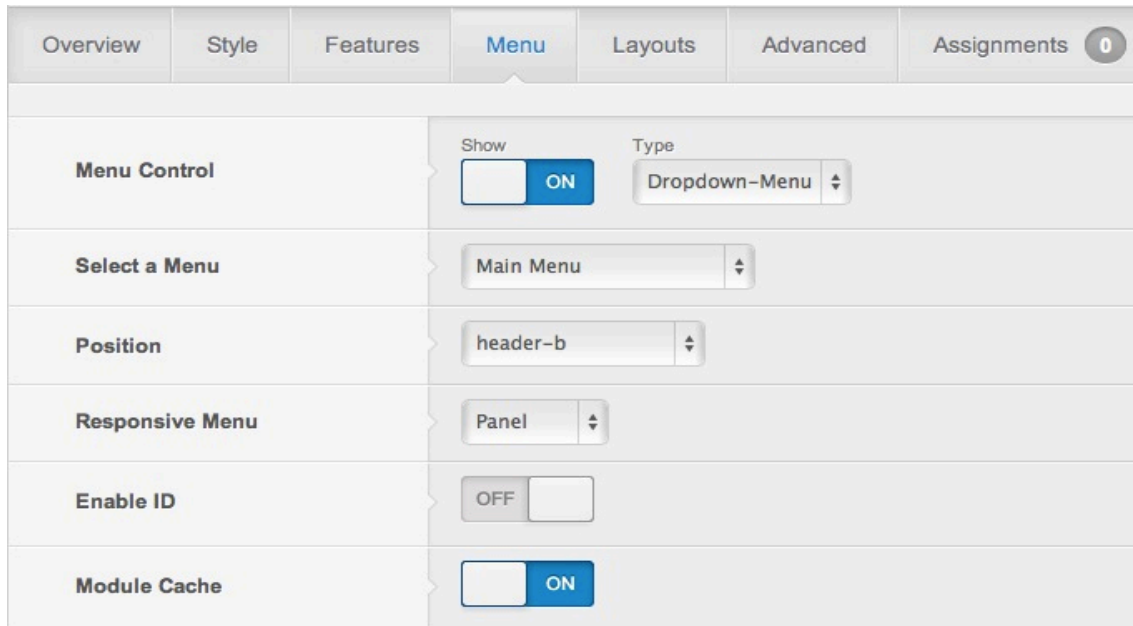 Overview Style Features Menu Layouts Advanced Assignments 0
Show Type
Menu Control ON Dropdown-Menu
Select a Menu Main Menu
Position header-b
Responsive Menu Panel
Enable ID OFF
Module Cache ON